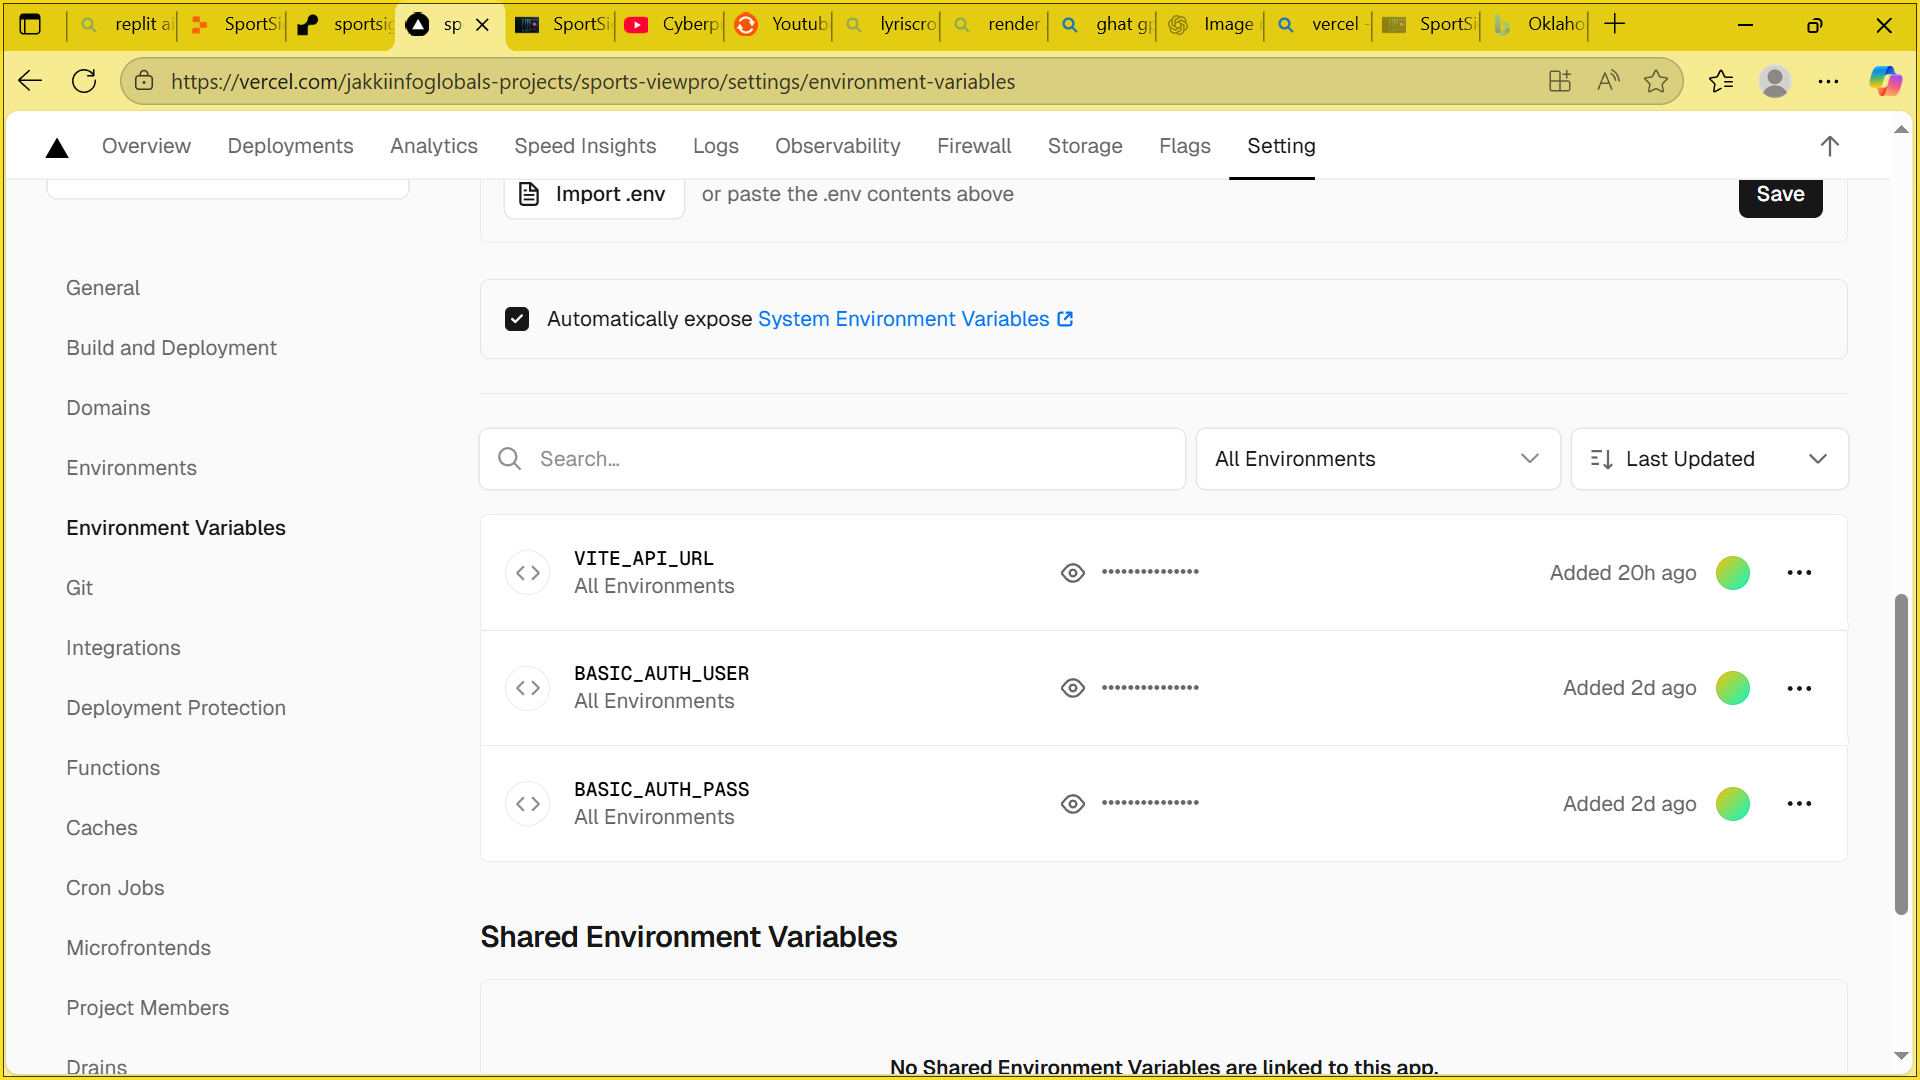 replit ai
SportSi
sportsig
sp
SportSi
Cyberp
Youtub
lyriscro
render
ghat gp
Image
vercel -
SportSi
Oklaho
https://vercel.com/jakkiinfoglobals-projects/sports-viewpro/settings/environment-variables
Overview
Deployments
Analytics
Speed Insights
Logs
Observability
Firewall
Storage
Flags
Setting
Import .env
or paste the .env contents above
Save
General
Build and Deployment
Domains
Environments
Environment Variables
Git
Integrations
Deployment Protection
Functions
Caches
Cron Jobs
Microfrontends
Project Members
Drains
Automatically expose System Environment Variables
Search...
All Environments
Last Updated
VITE_API_URL
All Environments
•••••••••••••••
Added 20h ago
BASIC_AUTH_USER
All Environments
•••••••••••••••
Added 2d ago
BASIC_AUTH_PASS
All Environments
•••••••••••••••
Added 2d ago
Shared Environment Variables
No Shared Environment Variables are linked to this app.